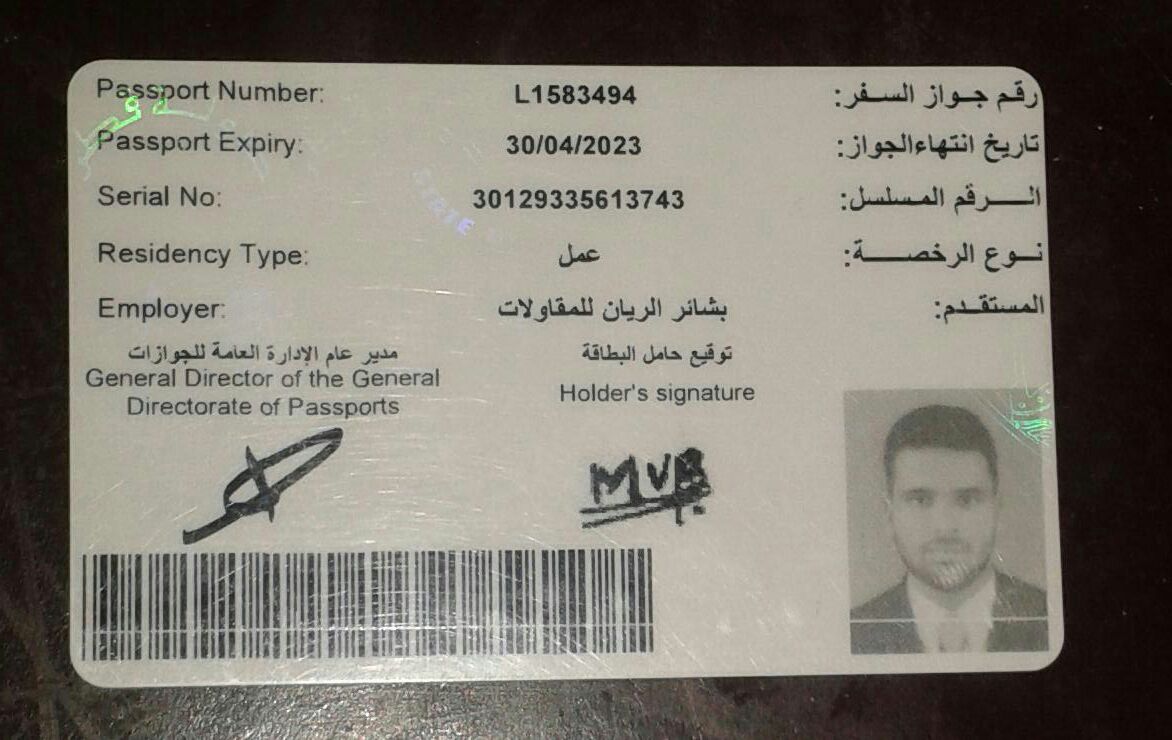 Passport Number: L1583494 رقم جواز السفر:
Passport Expiry: 30/04/2023 تاريخ انتهاءالجواز:
Serial No: 30129335613743 الرقم المسلسل:
Residency Type: عمل نوع الرخصة:
Employer: بشائر الريان للمقاولات المستقدم:
مدير عام الإدارة العامة للجوازات توقيع حامل البطاقة
General Director of the General Holder's signature
Directorate of Passports